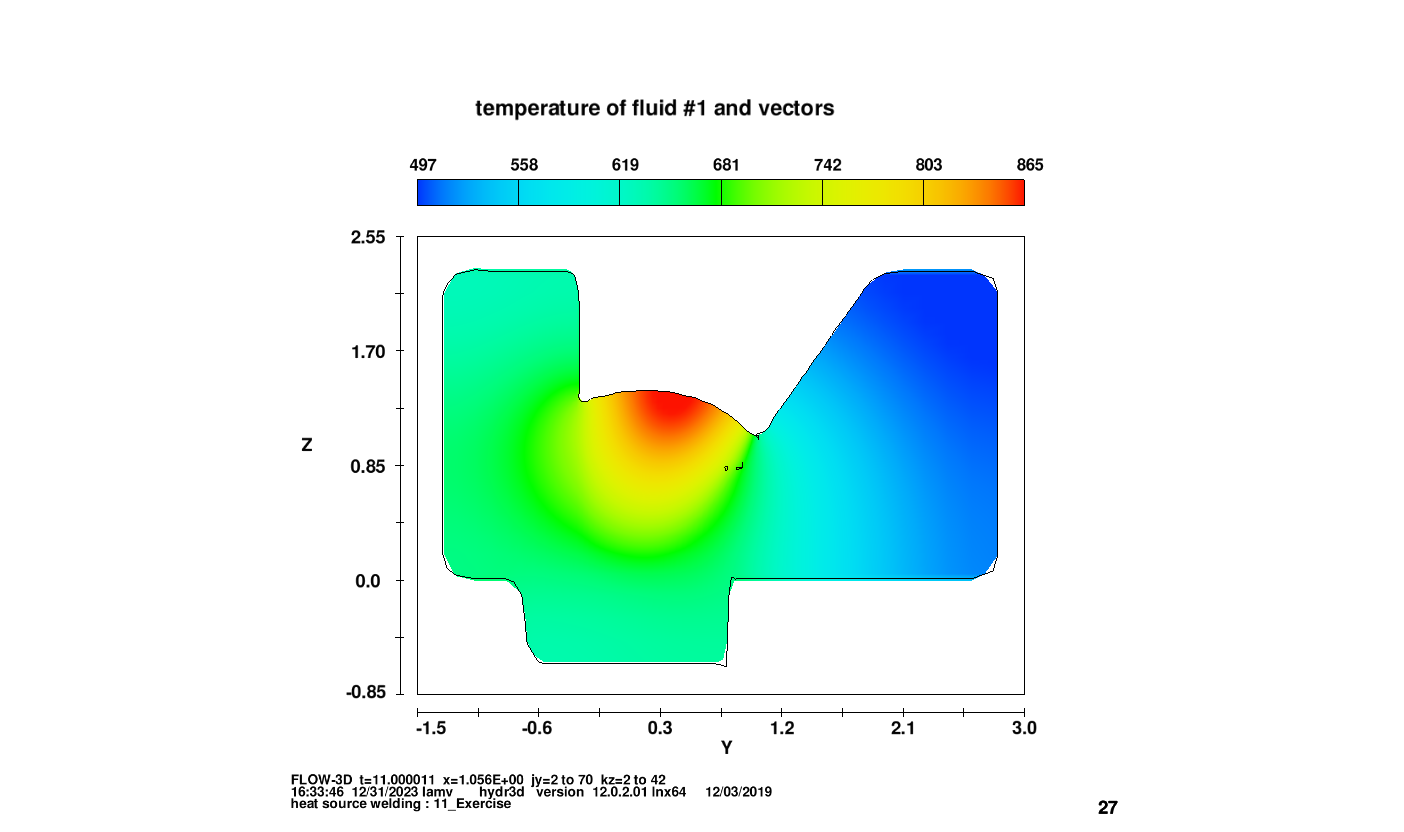 temperature of fluid #1 and vectors
497 558 619 681 742 803 865
2.55
1.70
Z
0.85
0.0
-0.85
-1.5 -0.6 0.3 1.2 2.1 3.0
Y
FLOW-3D t=11.000011 x=1.056E+00 jy=2 to 70 kz=2 to 42
16:33:46 12/31/2023 lamv hydr3d version 12.0.2.01 lnx64 12/03/2019
heat source welding : 11_Exercise
27